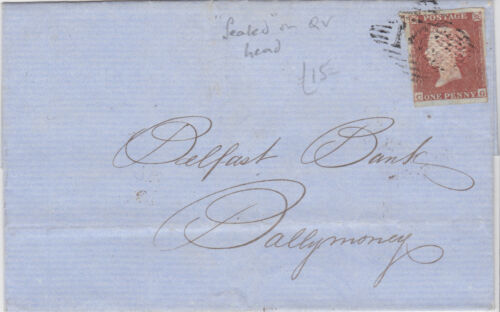 "Sealed" on QV
head
£15=
POSTAGE
C G
ONE PENNY
Belfast Bank
Ballymoney